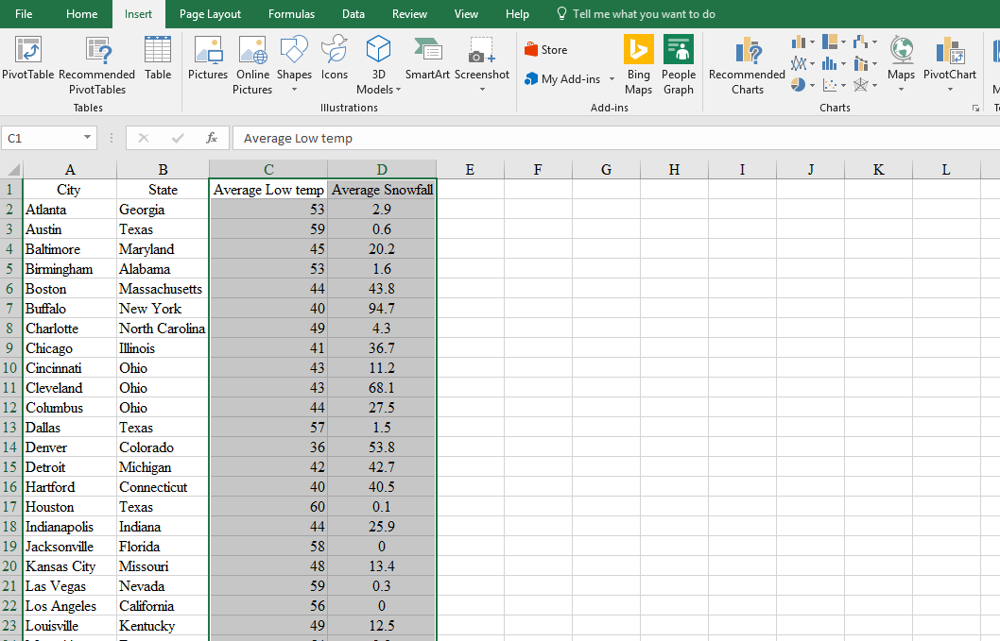 File Home Insert Page Layout Formulas Data Review View Help Tell me what you want to do
PivotTable Recommended PivotTables Table Pictures Online Pictures Shapes Icons 3D Models SmartArt Screenshot Store My Add-ins Bing Maps People Graph Recommended Charts Maps PivotChart
Tables Illustrations Add-ins Charts
C1 fx Average Low temp
A B C D E F G H I J K L
1 City State Average Low temp Average Snowfall
2 Atlanta Georgia 53 2.9
3 Austin Texas 59 0.6
4 Baltimore Maryland 45 20.2
5 Birmingham Alabama 53 1.6
6 Boston Massachusetts 44 43.8
7 Buffalo New York 40 94.7
8 Charlotte North Carolina 49 4.3
9 Chicago Illinois 41 36.7
10 Cincinnati Ohio 43 11.2
11 Cleveland Ohio 43 68.1
12 Columbus Ohio 44 27.5
13 Dallas Texas 57 1.5
14 Denver Colorado 36 53.8
15 Detroit Michigan 42 42.7
16 Hartford Connecticut 40 40.5
17 Houston Texas 60 0.1
18 Indianapolis Indiana 44 25.9
19 Jacksonville Florida 58 0
20 Kansas City Missouri 48 13.4
21 Las Vegas Nevada 59 0.3
22 Los Angeles California 56 0
23 Louisville Kentucky 49 12.5